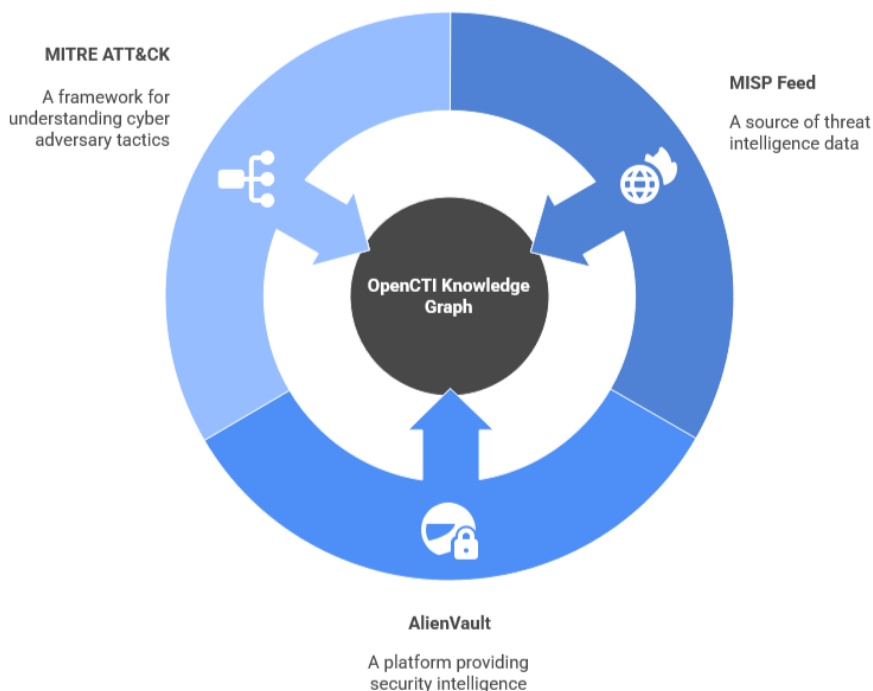 MITRE ATT&CK
A framework for
understanding cyber
adversary tactics
MISP Feed
A source of threat
intelligence data
OpenCTI Knowledge
Graph
AlienVault
A platform providing
security intelligence